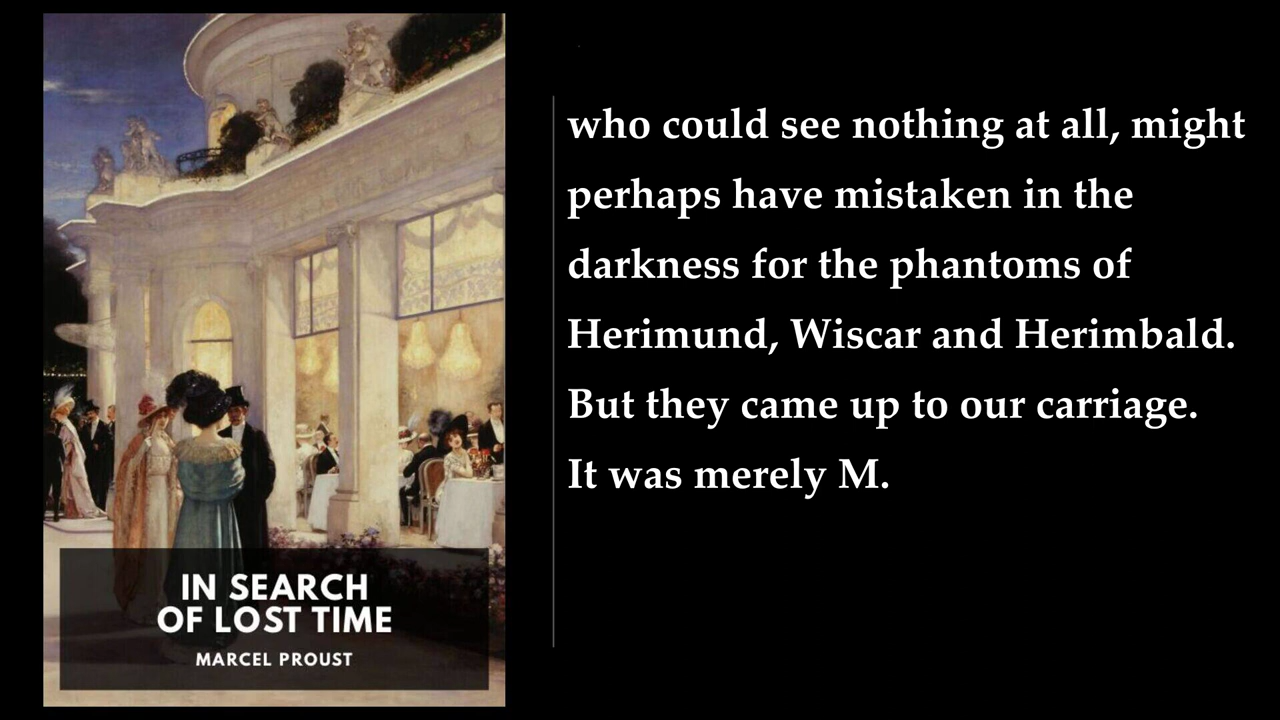 who could see nothing at all, might
perhaps have mistaken in the
darkness for the phantoms of
Herimund, Wiscar and Herimbald.
But they came up to our carriage.
It was merely M.
IN SEARCH
OF LOST TIME
MARCEL PROUST